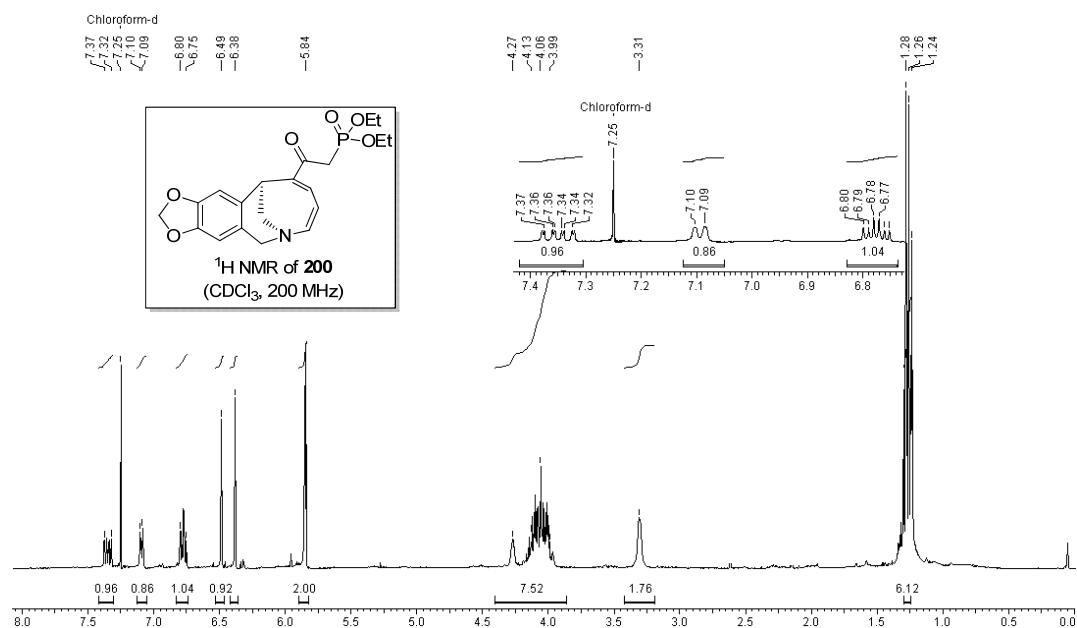 Chloroform-d
7.37
7.32
7.25
7.10
7.09
6.80
6.75
6.49
6.38
5.84
4.27
4.13
4.06
3.99
3.31
1.28
1.26
1.24
O
P
OEt
OEt
O
O
O
N
¹H NMR of 200
(CDCl₃, 200 MHz)
Chloroform-d
7.37
7.36
7.36
7.34
7.34
7.32
7.25
7.10
7.09
6.80
6.79
6.78
6.77
0.96 0.86 1.04
7.4 7.3 7.2 7.1 7.0 6.9 6.8
0.96 0.86 1.04 0.92 2.00 7.52 1.76 6.12
8.0 7.5 7.0 6.5 6.0 5.5 5.0 4.5 4.0 3.5 3.0 2.5 2.0 1.5 1.0 0.5 0.0